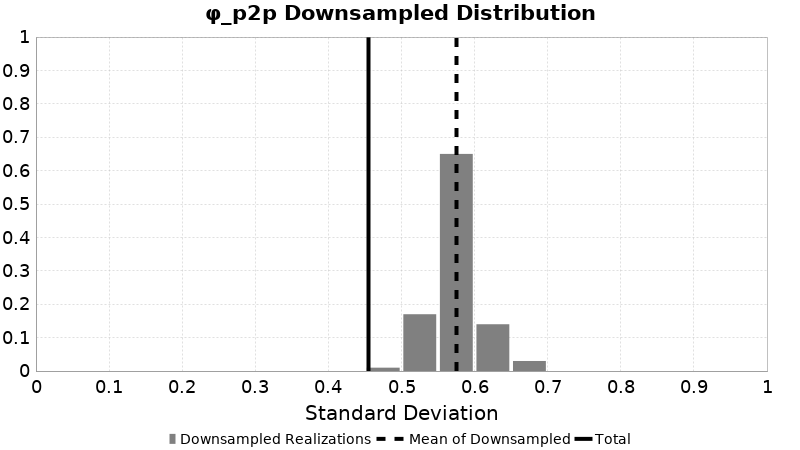 φ_p2p Downsampled Distribution
1
0.9
0.8
0.7
0.6
0.5
0.4
0.3
0.2
0.1
0
0 0.1 0.2 0.3 0.4 0.5 0.6 0.7 0.8 0.9 1
Standard Deviation
Downsampled Realizations Mean of Downsampled Total